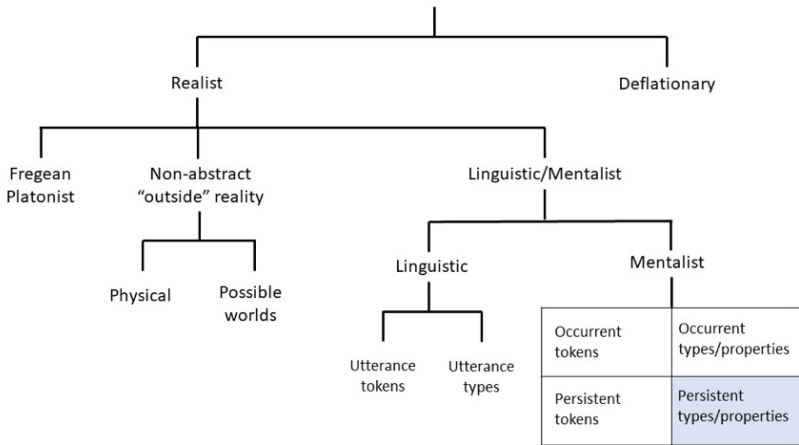 Realist
Deflationary
Fregean
Platonist
Non-abstract
“outside” reality
Linguistic/Mentalist
Physical
Possible
worlds
Linguistic
Mentalist
Utterance
tokens
Utterance
types
Occurrent
tokens
Occurrent
types/properties
Persistent
tokens
Persistent
types/properties